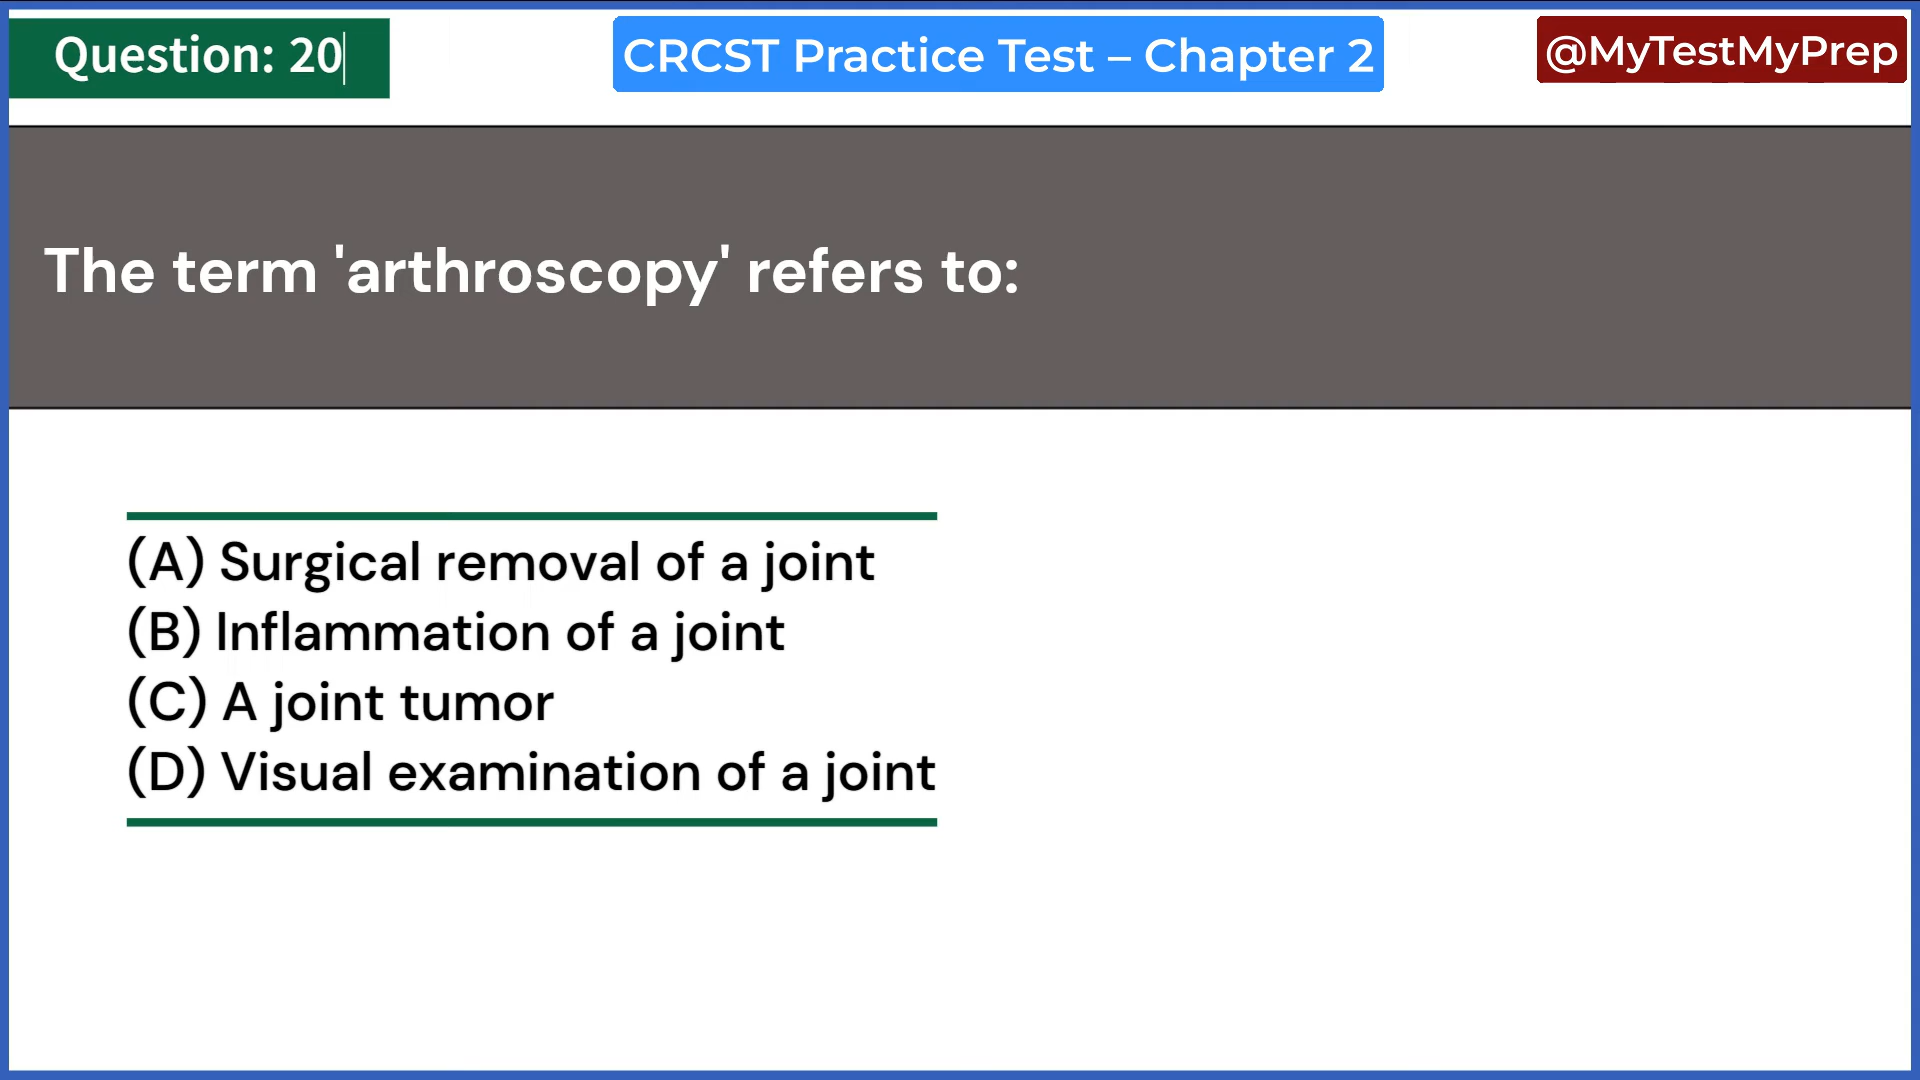 Question: 20
CRCST Practice Test – Chapter 2
@MyTestMyPrep
The term 'arthroscopy' refers to:
(A) Surgical removal of a joint
(B) Inflammation of a joint
(C) A joint tumor
(D) Visual examination of a joint